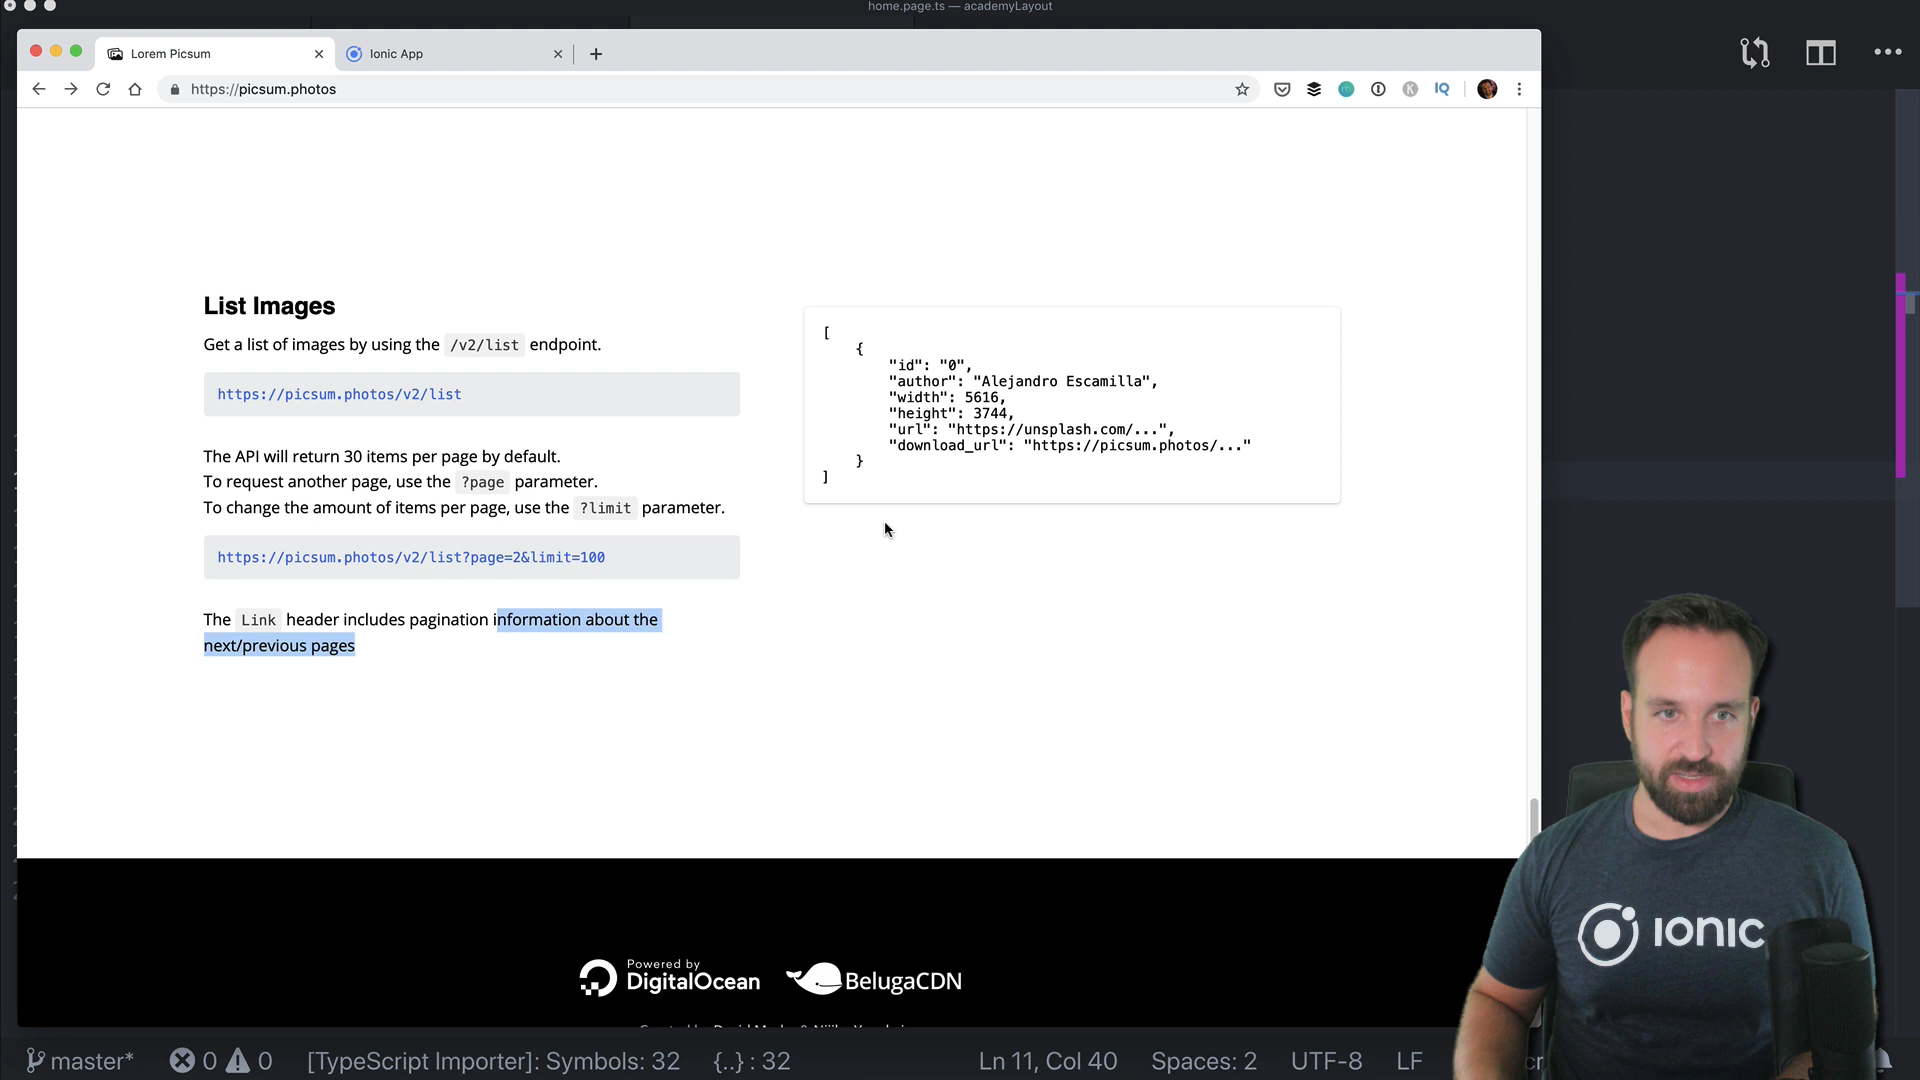 home.page.ts — academyLayout
Lorem Picsum
Ionic App
https://picsum.photos
IQ
List Images
Get a list of images by using the /v2/list endpoint.
https://picsum.photos/v2/list
The API will return 30 items per page by default.
To request another page, use the ?page parameter.
To change the amount of items per page, use the ?limit parameter.
https://picsum.photos/v2/list?page=2&limit=100
The Link header includes pagination information about the
next/previous pages
[
{
"id": "0",
"author": "Alejandro Escamilla",
"width": 5616,
"height": 3744,
"url": "https://unsplash.com/...",
"download_url": "https://picsum.photos/..."
}
]
Powered by
DigitalOcean
BelugaCDN
IONIC
master* 0 0 [TypeScript Importer]: Symbols: 32 {..} : 32 Ln 11, Col 40 Spaces: 2 UTF-8 LF